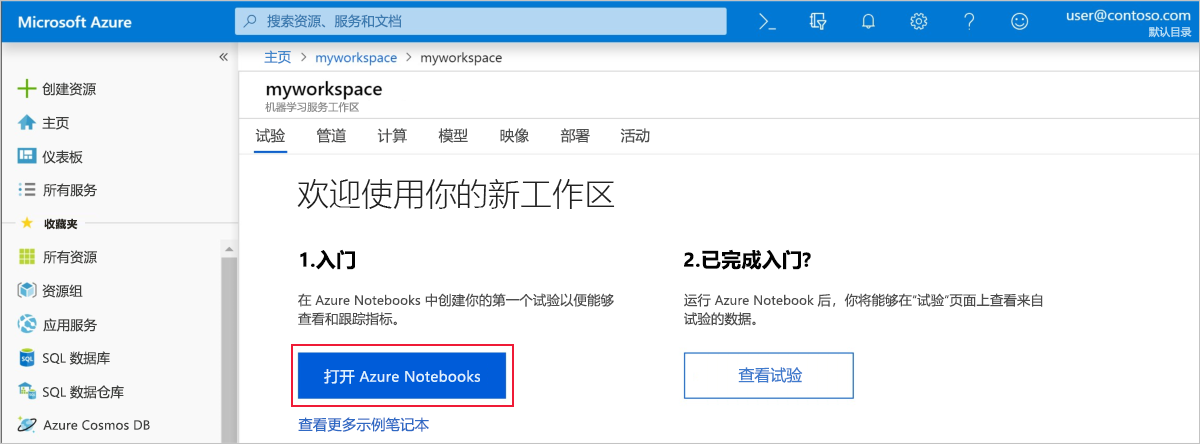 Microsoft Azure
搜索资源、服务和文档
user@contoso.com
默认目录
«
主页 > myworkspace > myworkspace
创建资源
主页
仪表板
所有服务
收藏夹
所有资源
资源组
应用服务
SQL 数据库
SQL 数据仓库
Azure Cosmos DB
myworkspace
机器学习服务工作区
试验 管道 计算 模型 映像 部署 活动
欢迎使用你的新工作区
1.入门
在 Azure Notebooks 中创建你的第一个试验以便能够
查看和跟踪指标。
打开 Azure Notebooks
查看更多示例笔记本
2.已完成入门?
运行 Azure Notebook 后，你将能够在“试验”页面上查看来自
试验的数据。
查看试验